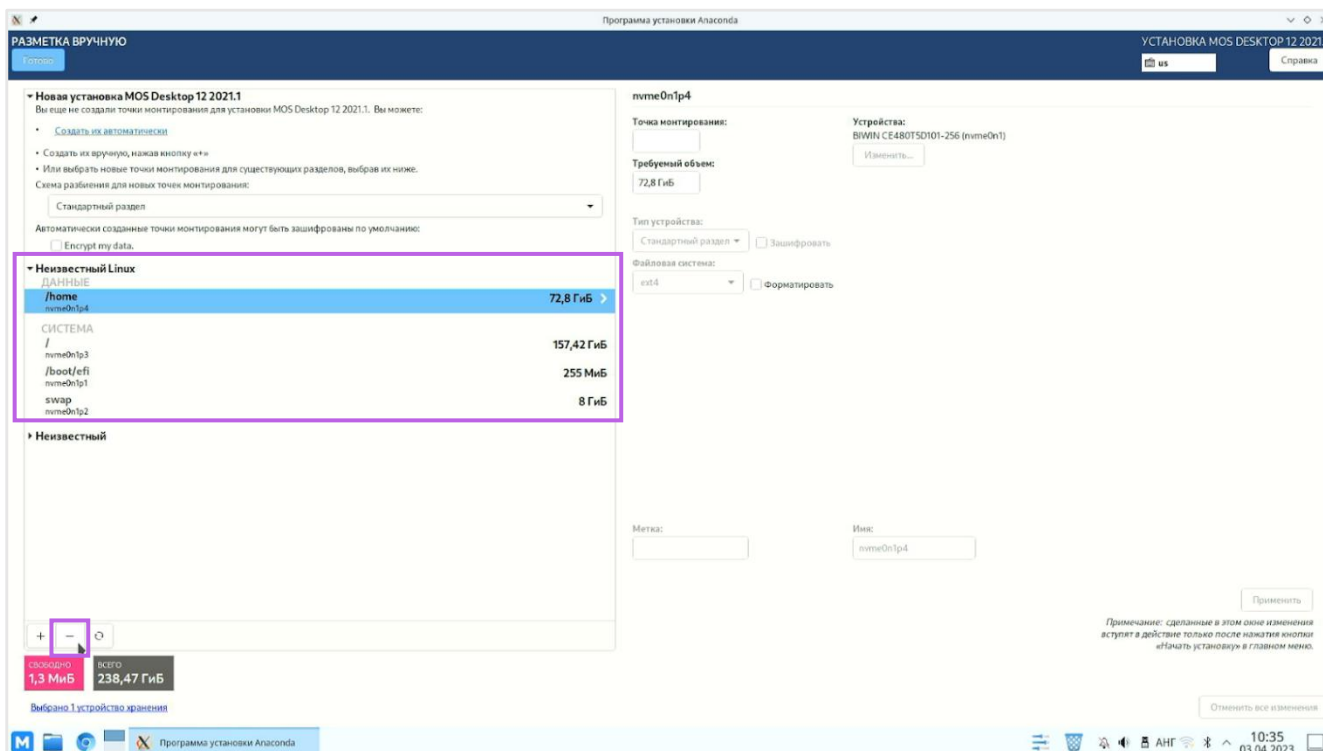 Программа установки Anaconda
РАЗМЕТКА ВРУЧНУЮ
УСТАНОВКА MOS DESKTOP 12 2021.
Готово
us
Справка
Новая установка MOS Desktop 12 2021.1
Вы еще не создали точки монтирования для установки MOS Desktop 12 2021.1. Вы можете:
• Создать их автоматически
• Создать их вручную, нажав кнопку «+»
• Или выбрать новые точки монтирования для существующих разделов, выбрав их ниже.
Схема разбиения для новых точек монтирования:
Стандартный раздел
Автоматически созданные точки монтирования могут быть зашифрованы по умолчанию:
Encrypt my data.
Неизвестный Linux
ДАННЫЕ
/home 72,8 ГиБ
nvme0n1p4
СИСТЕМА
/ 157,42 ГиБ
nvme0n1p3
/boot/efi 255 МиБ
nvme0n1p1
swap 8 ГиБ
nvme0n1p2
Неизвестный
+ −
СВОБОДНО
1,3 МиБ
ВСЕГО
238,47 ГиБ
Выбрано 1 устройство хранения
nvme0n1p4
Точка монтирования:
Устройства:
BIWIN CE480T5D101-256 (nvme0n1)
Изменить...
Требуемый объем:
72,8 ГиБ
Тип устройства:
Стандартный раздел
Зашифровать
Файловая система:
ext4
Форматировать
Метка:
Имя:
nvme0n1p4
Применить
Примечание: сделанные в этом окне изменения
вступят в действие только после нажатия кнопки
«Начать установку» в главном меню.
Отменить все изменения
M
Программа установки Anaconda
АНГ
10:35
03.04.2023